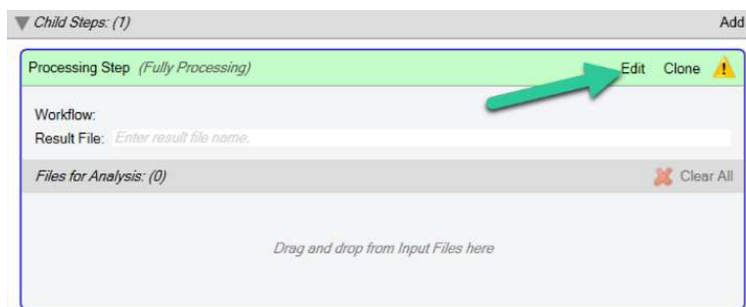 Child Steps: (1) Add
Processing Step (Fully Processing) Edit Clone
Workflow:
Result File: Enter result file name.
Files for Analysis: (0) Clear All
Drag and drop from Input Files here